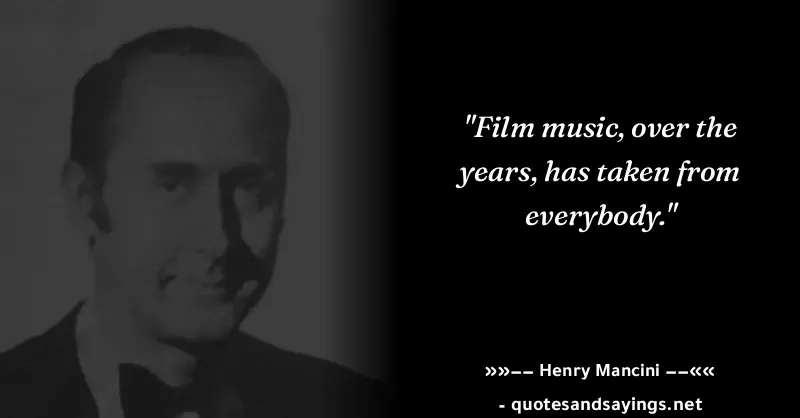 "Film music, over the
years, has taken from
everybody."
»»–– Henry Mancini ––««
- quotesandsayings.net